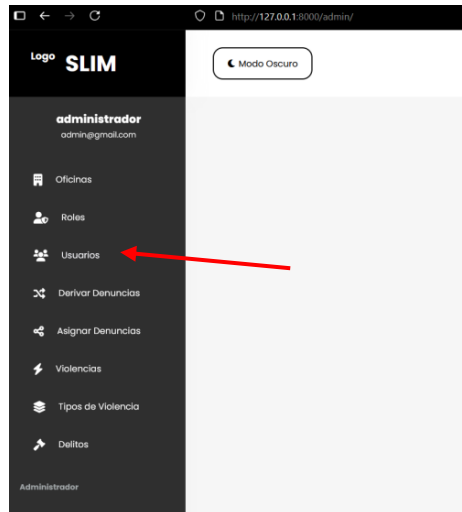 http://127.0.0.1:8000/admin/
Logo SLIM
Modo Oscuro
administrador
admin@gmail.com
Oficinas
Roles
Usuarios
Derivar Denuncias
Asignar Denuncias
Violencias
Tipos de Violencia
Delitos
Administrador